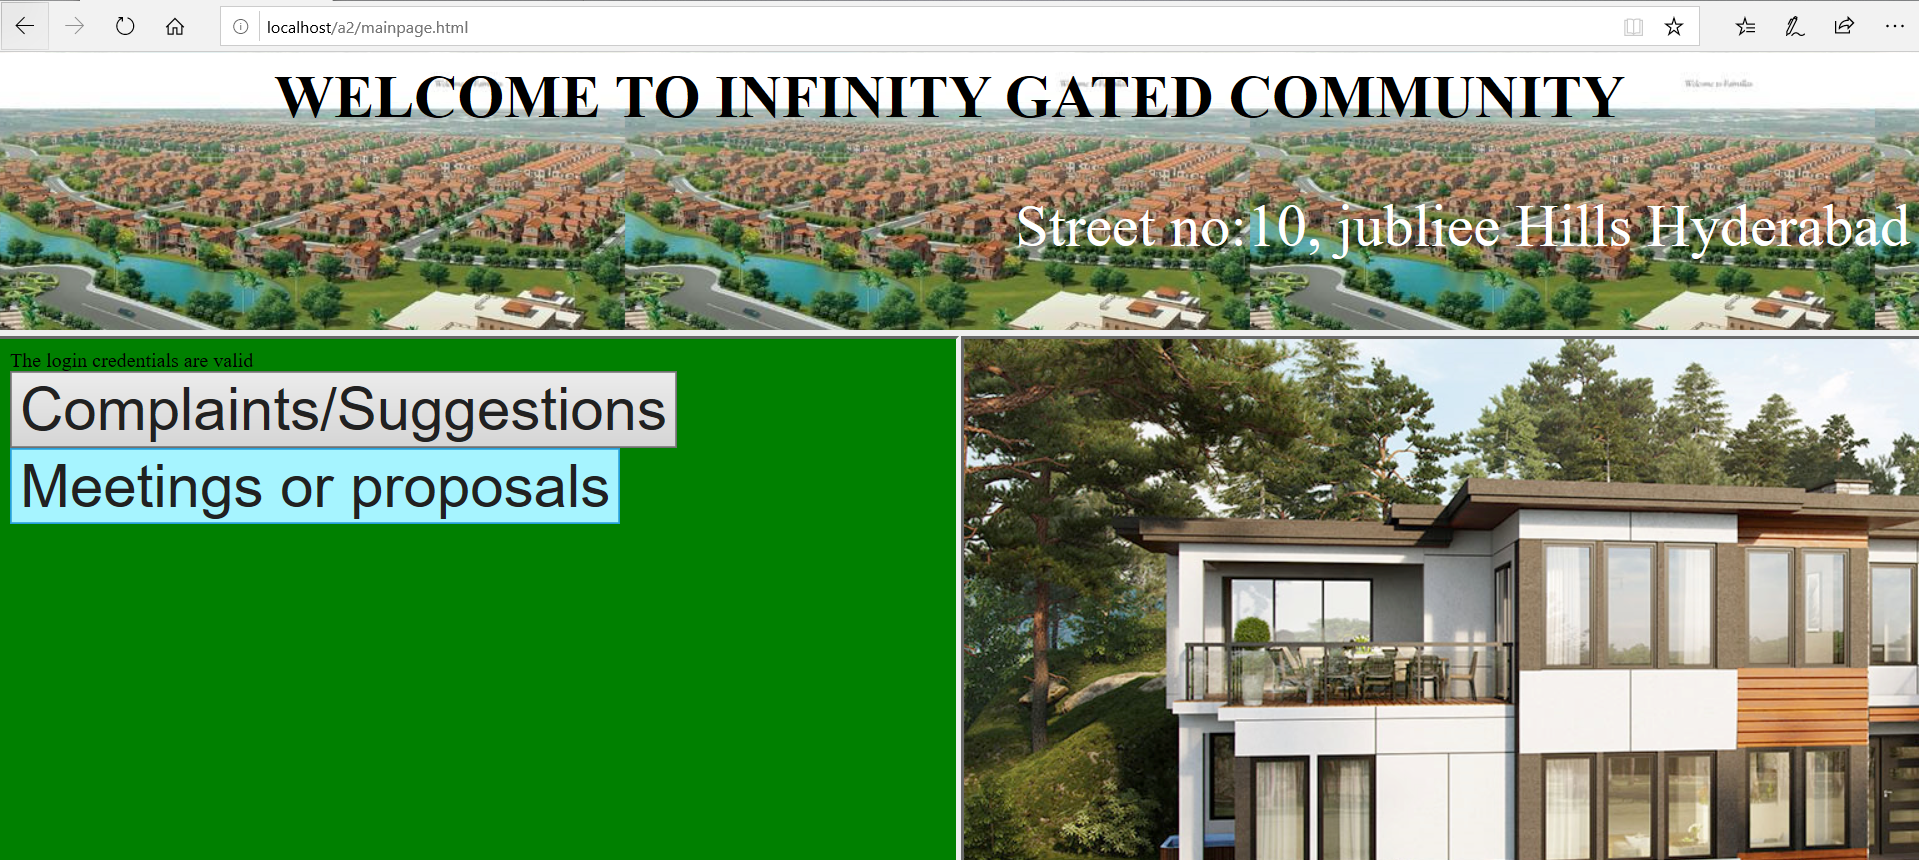 localhost/a2/mainpage.html
WELCOME TO INFINITY GATED COMMUNITY
Street no:10, jubliee Hills Hyderabad
The login credentials are valid
Complaints/Suggestions
Meetings or proposals